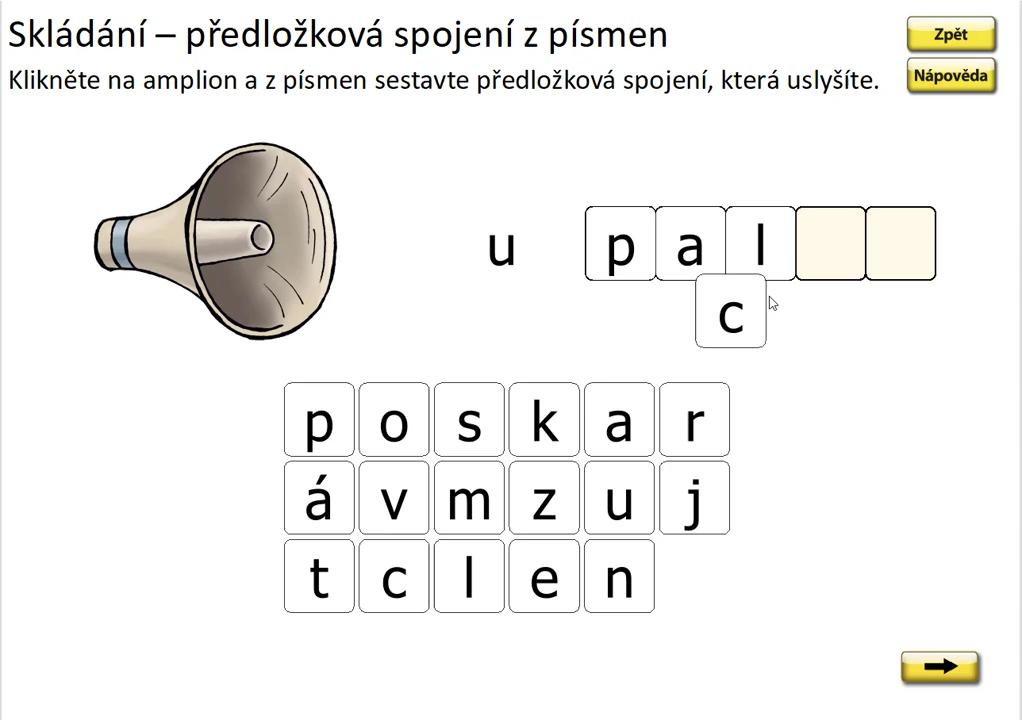 Skládání – předložková spojení z písmen
Zpět
Klikněte na amplion a z písmen sestavte předložková spojení, která uslyšíte.
Nápověda
u p a l
c
p o s k a r
á v m z u j
t c l e n